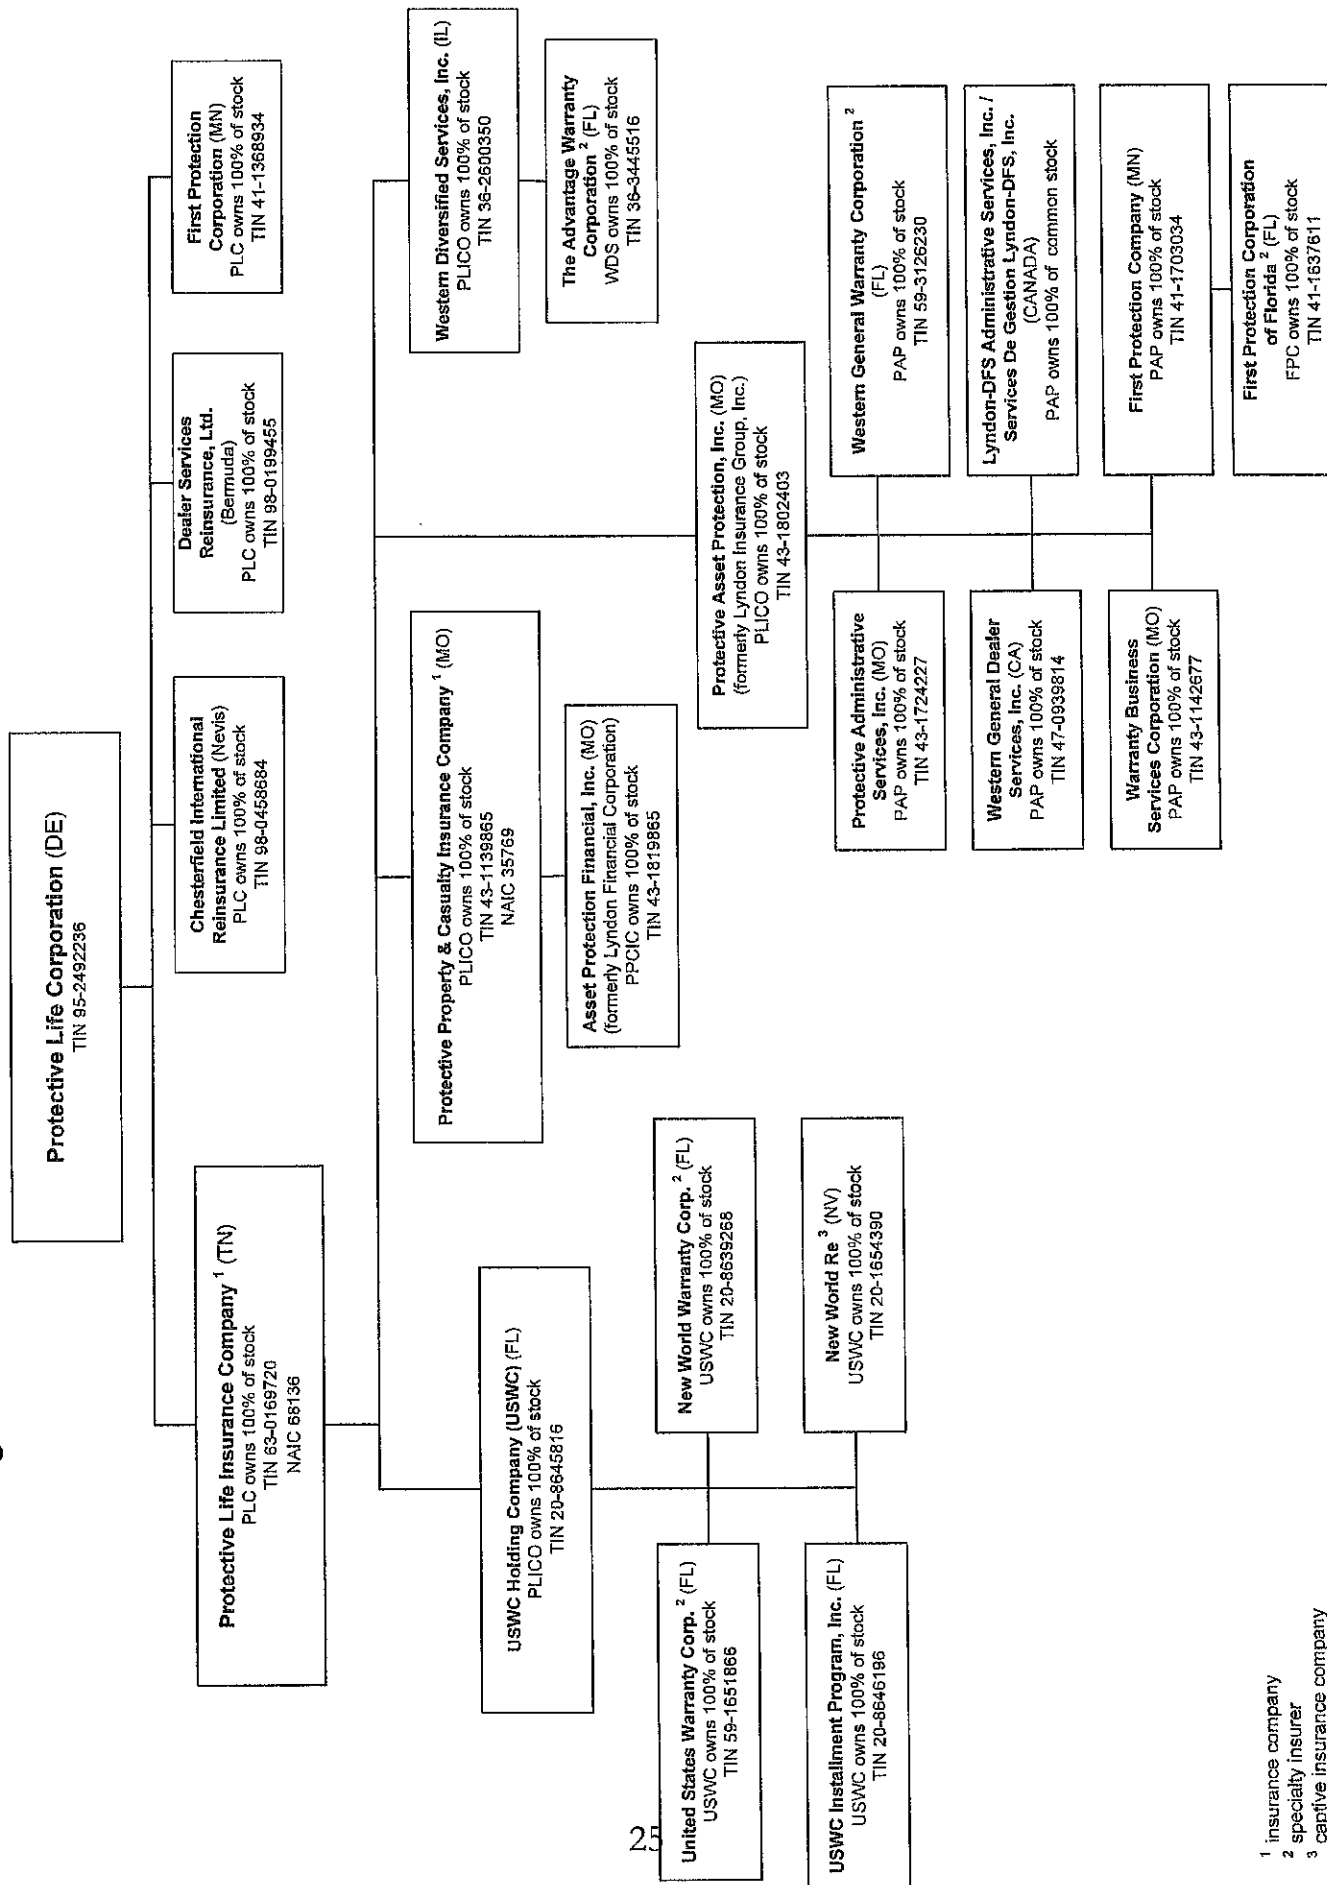 Protective Life Corporation (DE)
TIN 95-2492236
Protective Life Insurance Company 1 (TN)
PLC owns 100% of stock
TIN 63-0169720
NAIC 68136
Chesterfield International
Reinsurance Limited (Nevis)
PLC owns 100% of stock
TIN 98-0458684
Dealer Services
Reinsurance, Ltd.
(Bermuda)
PLC owns 100% of stock
TIN 98-0199455
First Protection
Corporation (MN)
PLC owns 100% of stock
TIN 41-1368934
USWC Holding Company (USWC) (FL)
PLICO owns 100% of stock
TIN 20-8645816
Protective Property & Casualty Insurance Company 1 (MO)
PLICO owns 100% of stock
TIN 43-1139865
NAIC 35769
Western Diversified Services, Inc. (IL)
PLICO owns 100% of stock
TIN 36-2600350
Asset Protection Financial, Inc. (MO)
(formerly Lyndon Financial Corporation)
PPCIC owns 100% of stock
TIN 43-1819865
The Advantage Warranty
Corporation 2 (FL)
WDS owns 100% of stock
TIN 36-3445516
United States Warranty Corp. 2 (FL)
USWC owns 100% of stock
TIN 59-1651866
New World Warranty Corp. 2 (FL)
USWC owns 100% of stock
TIN 20-8639268
Protective Asset Protection, Inc. (MO)
(formerly Lyndon Insurance Group, Inc.)
PLICO owns 100% of stock
TIN 43-1802403
USWC Installment Program, Inc. (FL)
USWC owns 100% of stock
TIN 20-8646196
New World Re 3 (NV)
USWC owns 100% of stock
TIN 20-1654390
Protective Administrative
Services, Inc. (MO)
PAP owns 100% of stock
TIN 43-1724227
Western General Warranty Corporation 2
(FL)
PAP owns 100% of stock
TIN 59-3126230
Western General Dealer
Services, Inc. (CA)
PAP owns 100% of stock
TIN 47-0939814
Lyndon-DFS Administrative Services, Inc. /
Services De Gestion Lyndon-DFS, Inc.
(CANADA)
PAP owns 100% of common stock
Warranty Business
Services Corporation (MO)
PAP owns 100% of stock
TIN 43-1142677
First Protection Company (MN)
PAP owns 100% of stock
TIN 41-1703034
First Protection Corporation
of Florida 2 (FL)
FPC owns 100% of stock
TIN 41-1637611
1 insurance company
2 specialty insurer
3 captive insurance company
25